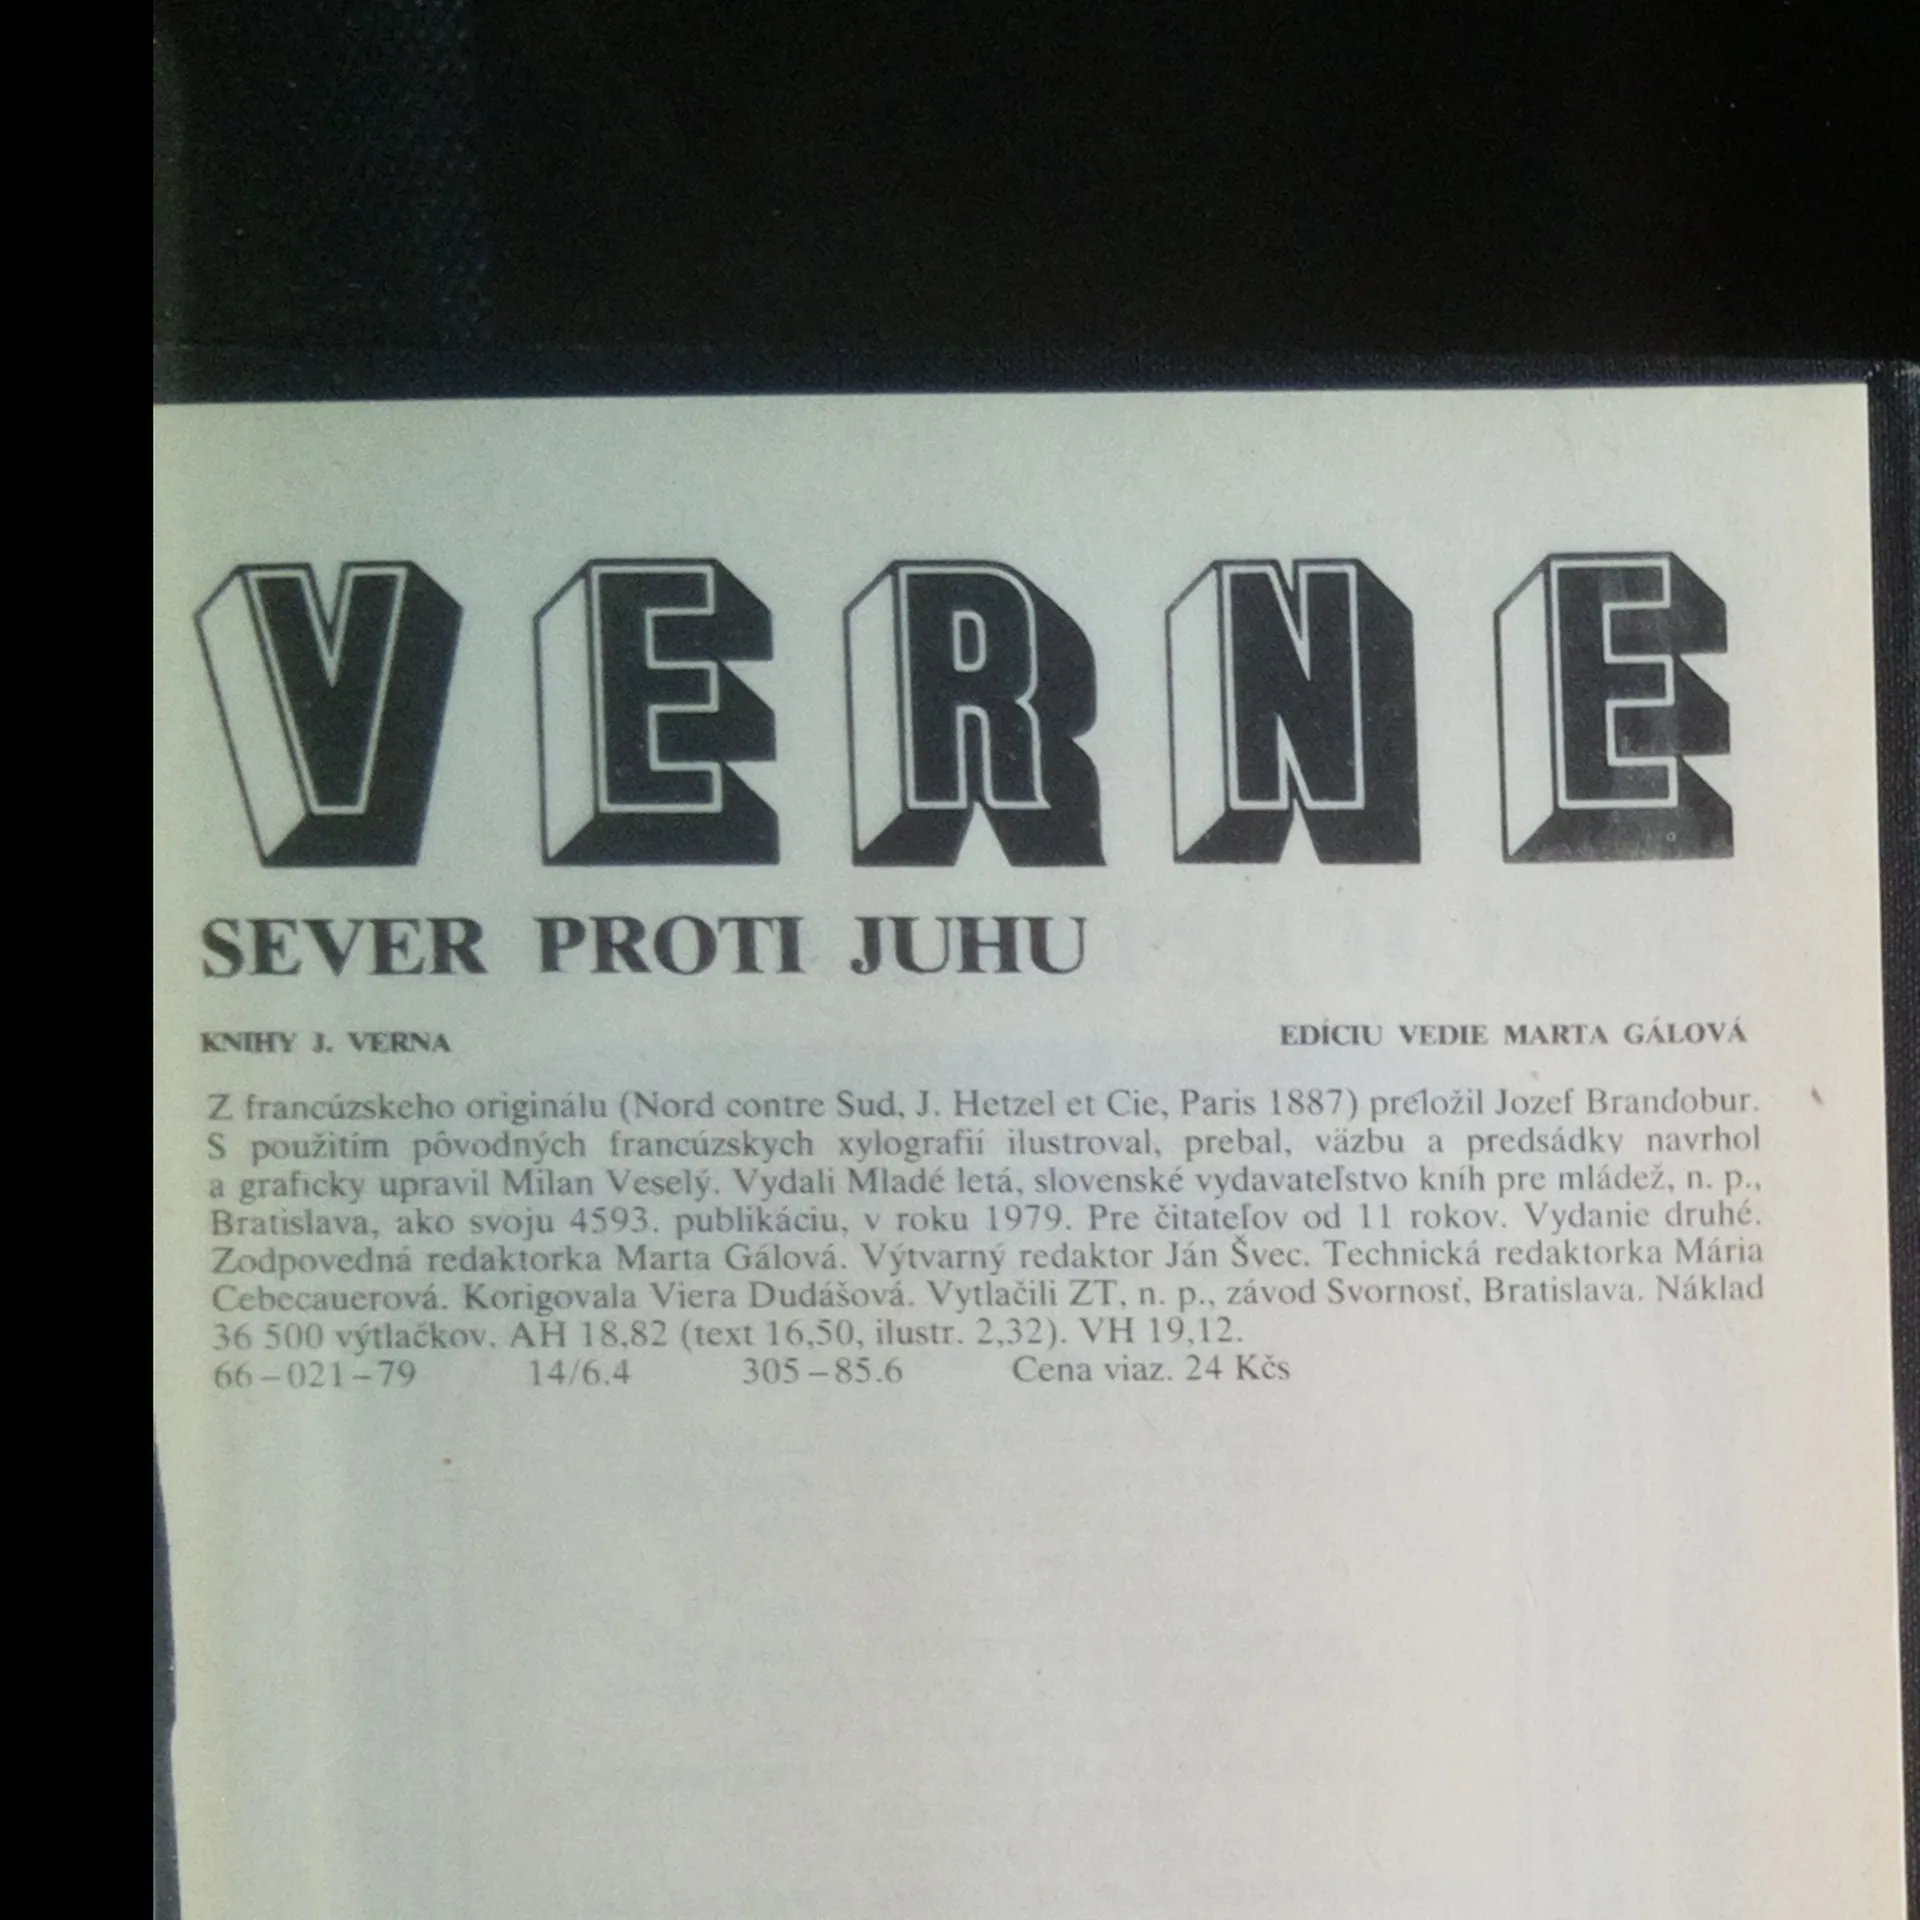 VERNE
SEVER PROTI JUHU
KNIHY J. VERNA
EDÍCIU VEDIE MARTA GÁLOVÁ
Z francúzskeho originálu (Nord contre Sud, J. Hetzel et Cie, Paris 1887) preložil Jozef Brandobur.
S použitím pôvodných francúzskych xylografií ilustroval, prebal, väzbu a predsádky navrhol
a graficky upravil Milan Veselý. Vydali Mladé letá, slovenské vydavateľstvo kníh pre mládež, n. p.,
Bratislava, ako svoju 4593. publikáciu, v roku 1979. Pre čitateľov od 11 rokov. Vydanie druhé.
Zodpovedná redaktorka Marta Gálová. Výtvarný redaktor Ján Švec. Technická redaktorka Mária
Cebecauerová. Korigovala Viera Dudášová. Vytlačili ZT, n. p., závod Svornosť, Bratislava. Náklad
36 500 výtlačkov. AH 18,82 (text 16,50, ilustr. 2,32). VH 19,12.
66–021–79 14/6.4 305–85.6 Cena viaz. 24 Kčs